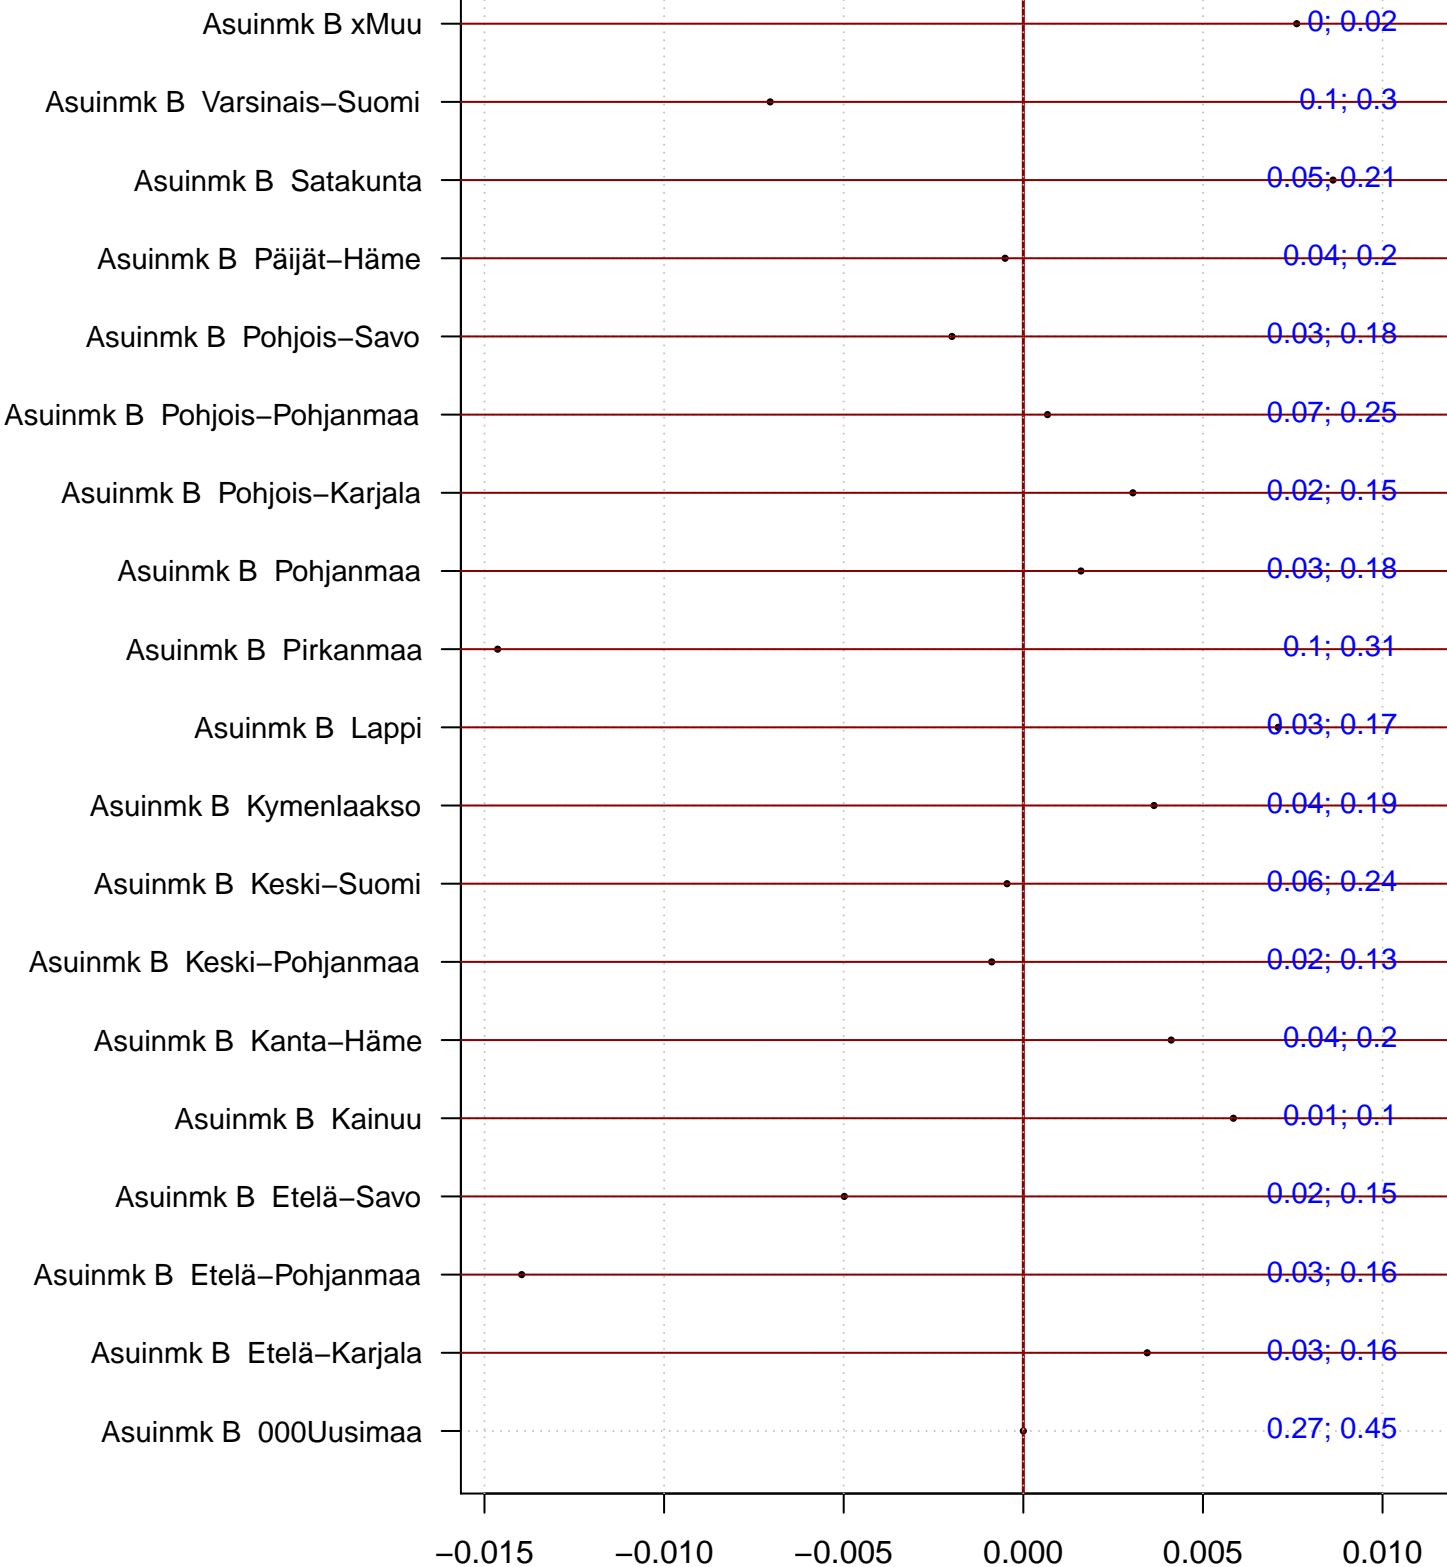 Asuinmk B xMuu 0; 0.02
Asuinmk B Varsinais−Suomi 0.1; 0.3
Asuinmk B Satakunta 0.05; 0.21
Asuinmk B Päijät−Häme 0.04; 0.2
Asuinmk B Pohjois−Savo 0.03; 0.18
Asuinmk B Pohjois−Pohjanmaa 0.07; 0.25
Asuinmk B Pohjois−Karjala 0.02; 0.15
Asuinmk B Pohjanmaa 0.03; 0.18
Asuinmk B Pirkanmaa 0.1; 0.31
Asuinmk B Lappi 0.03; 0.17
Asuinmk B Kymenlaakso 0.04; 0.19
Asuinmk B Keski−Suomi 0.06; 0.24
Asuinmk B Keski−Pohjanmaa 0.02; 0.13
Asuinmk B Kanta−Häme 0.04; 0.2
Asuinmk B Kainuu 0.01; 0.1
Asuinmk B Etelä−Savo 0.02; 0.15
Asuinmk B Etelä−Pohjanmaa 0.03; 0.16
Asuinmk B Etelä−Karjala 0.03; 0.16
Asuinmk B 000Uusimaa 0.27; 0.45
−0.015 −0.010 −0.005 0.000 0.005 0.010